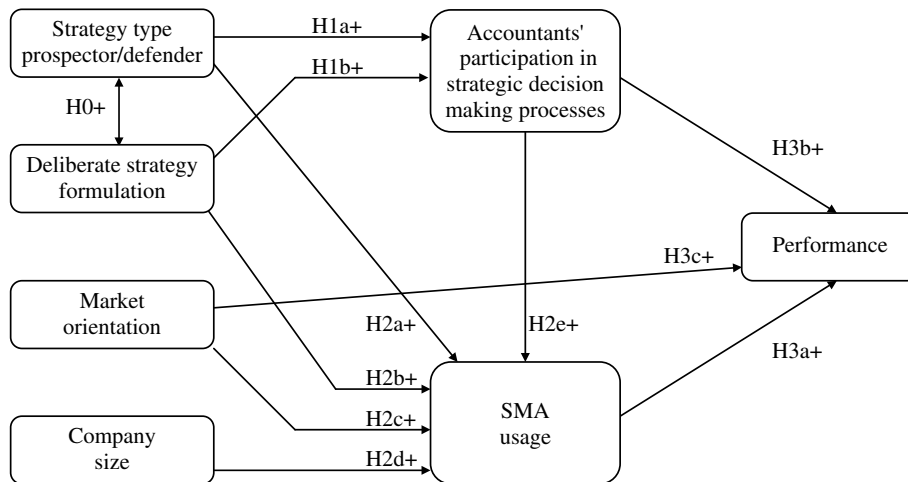 Strategy type
prospector/defender
H1a+
H1b+
Accountants'
participation in
strategic decision
making processes
H0+
Deliberate strategy
formulation
H3b+
Performance
H3c+
Market
orientation
H2a+
H2e+
H3a+
H2b+
H2c+
SMA
usage
Company
size
H2d+